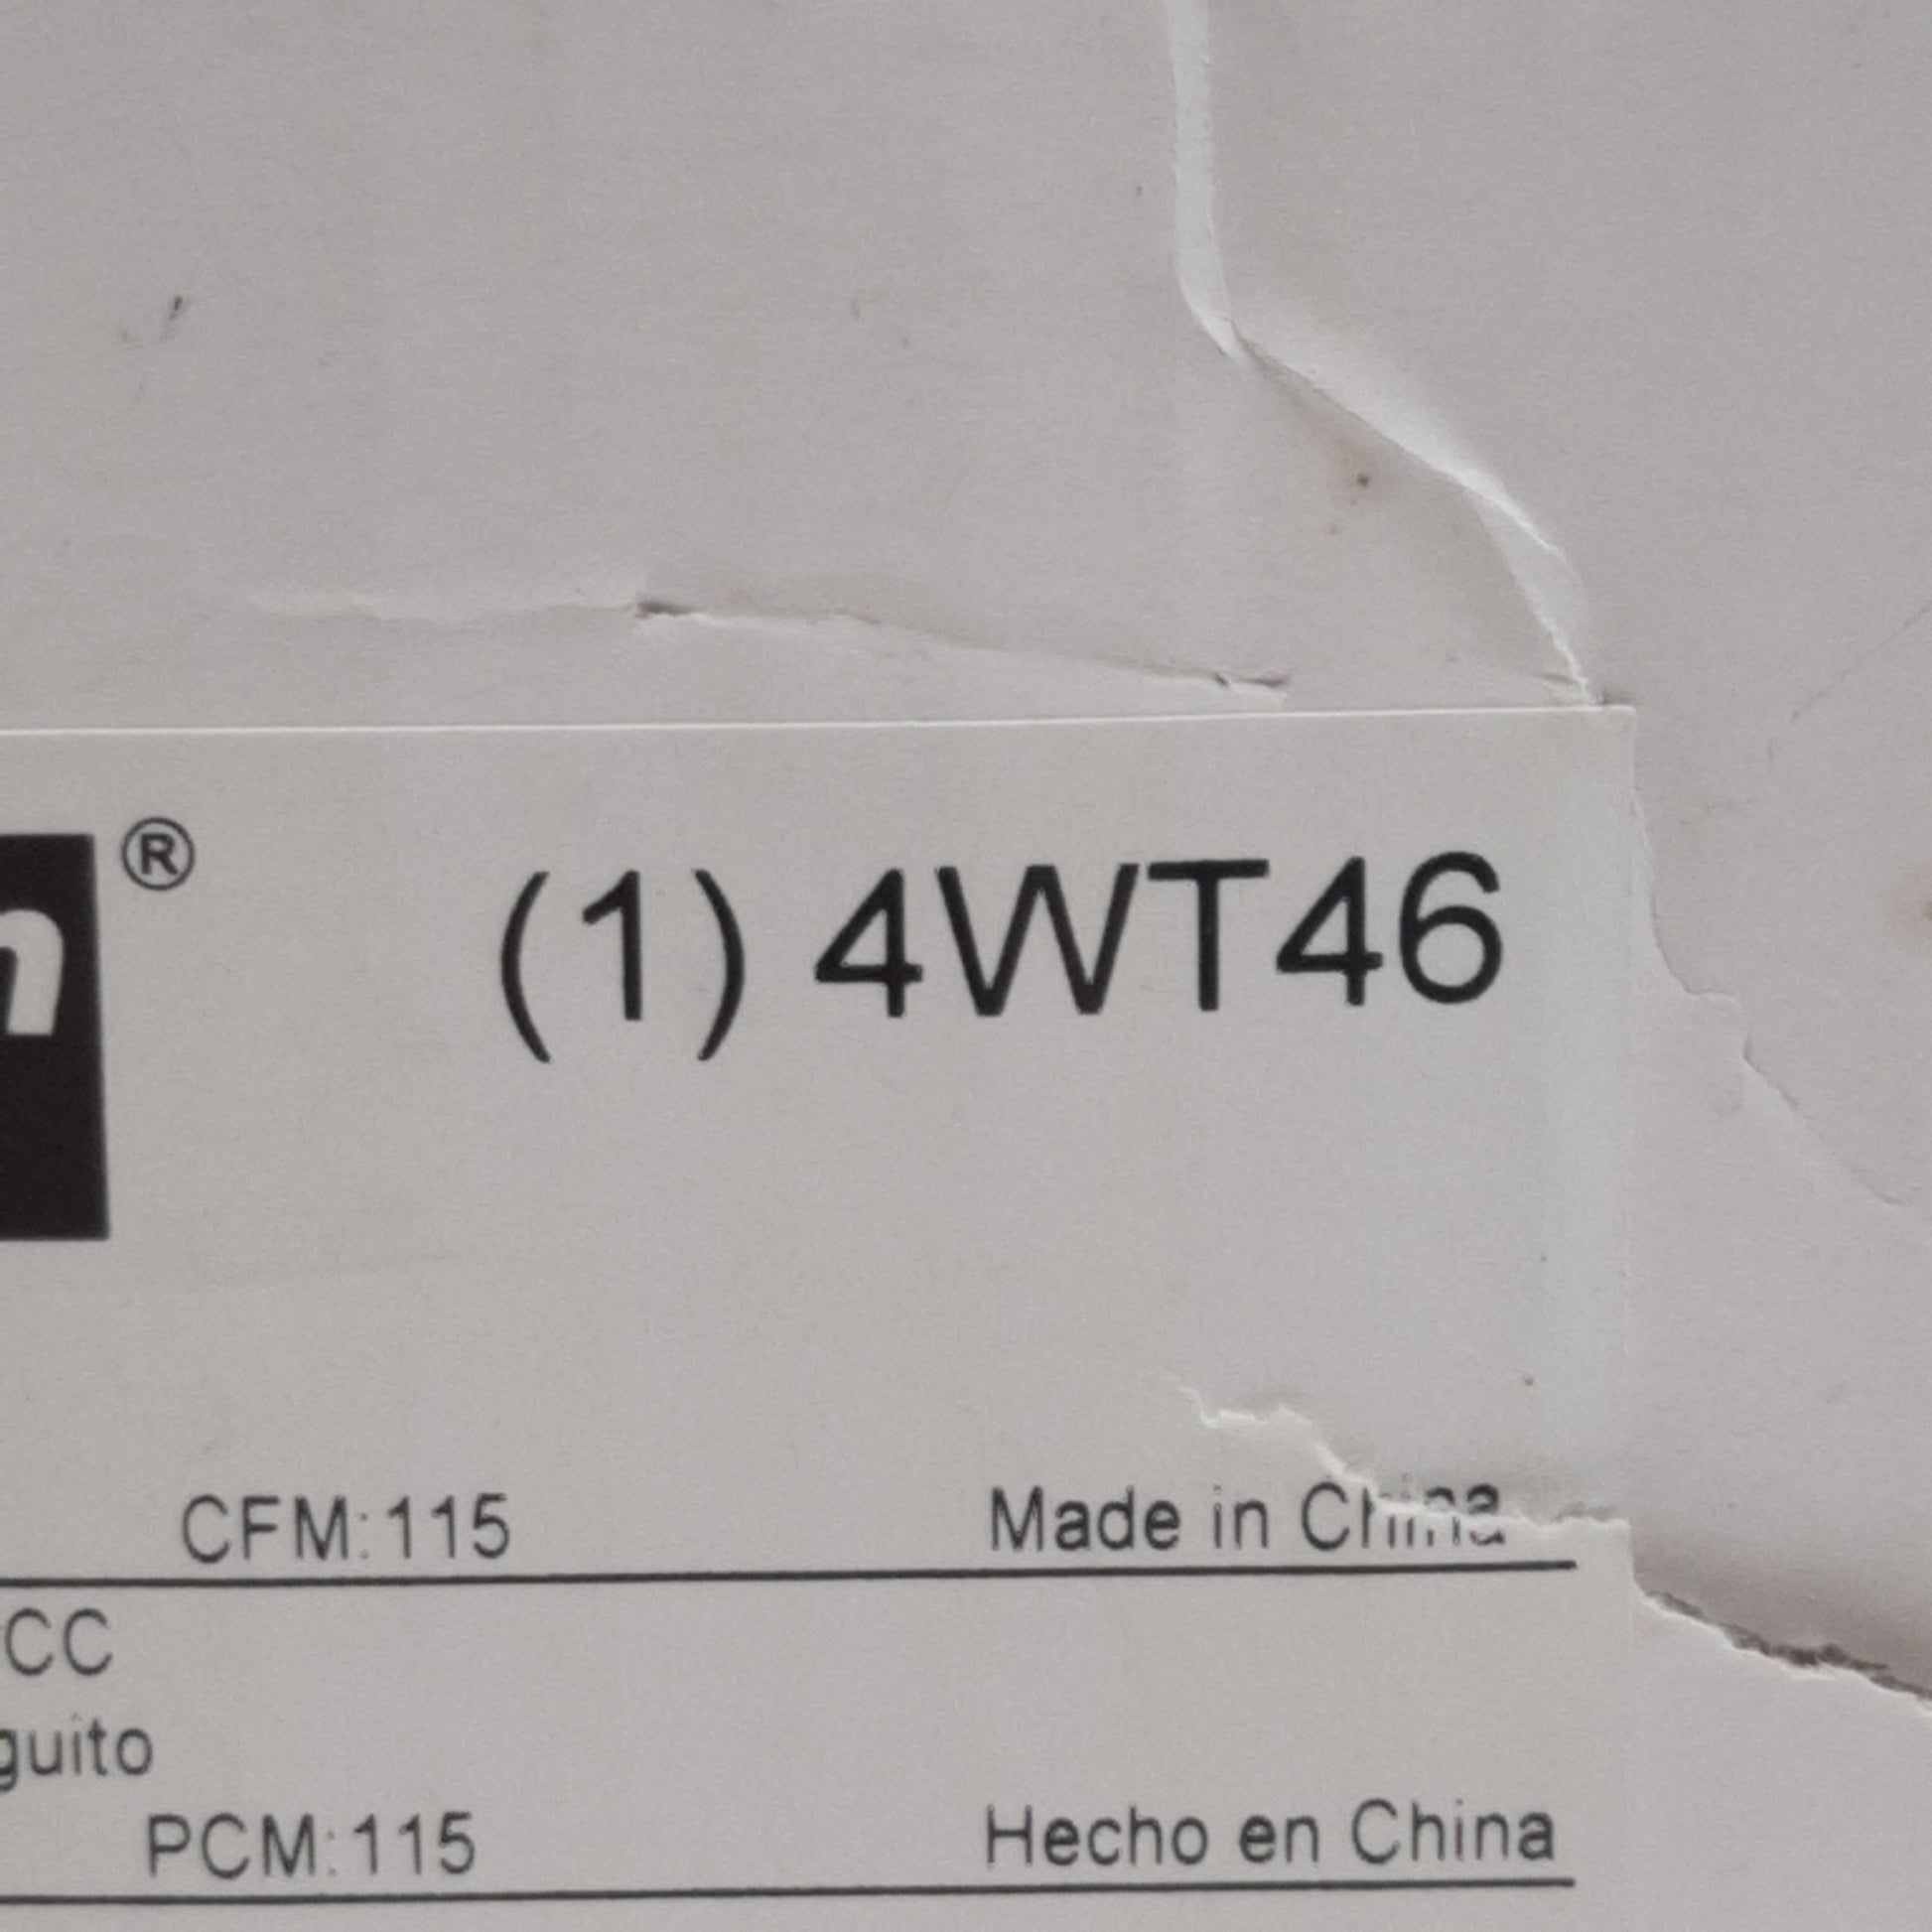 ® (1) 4WT46
CFM:115 Made in China
CC
guito
PCM:115 Hecho en China